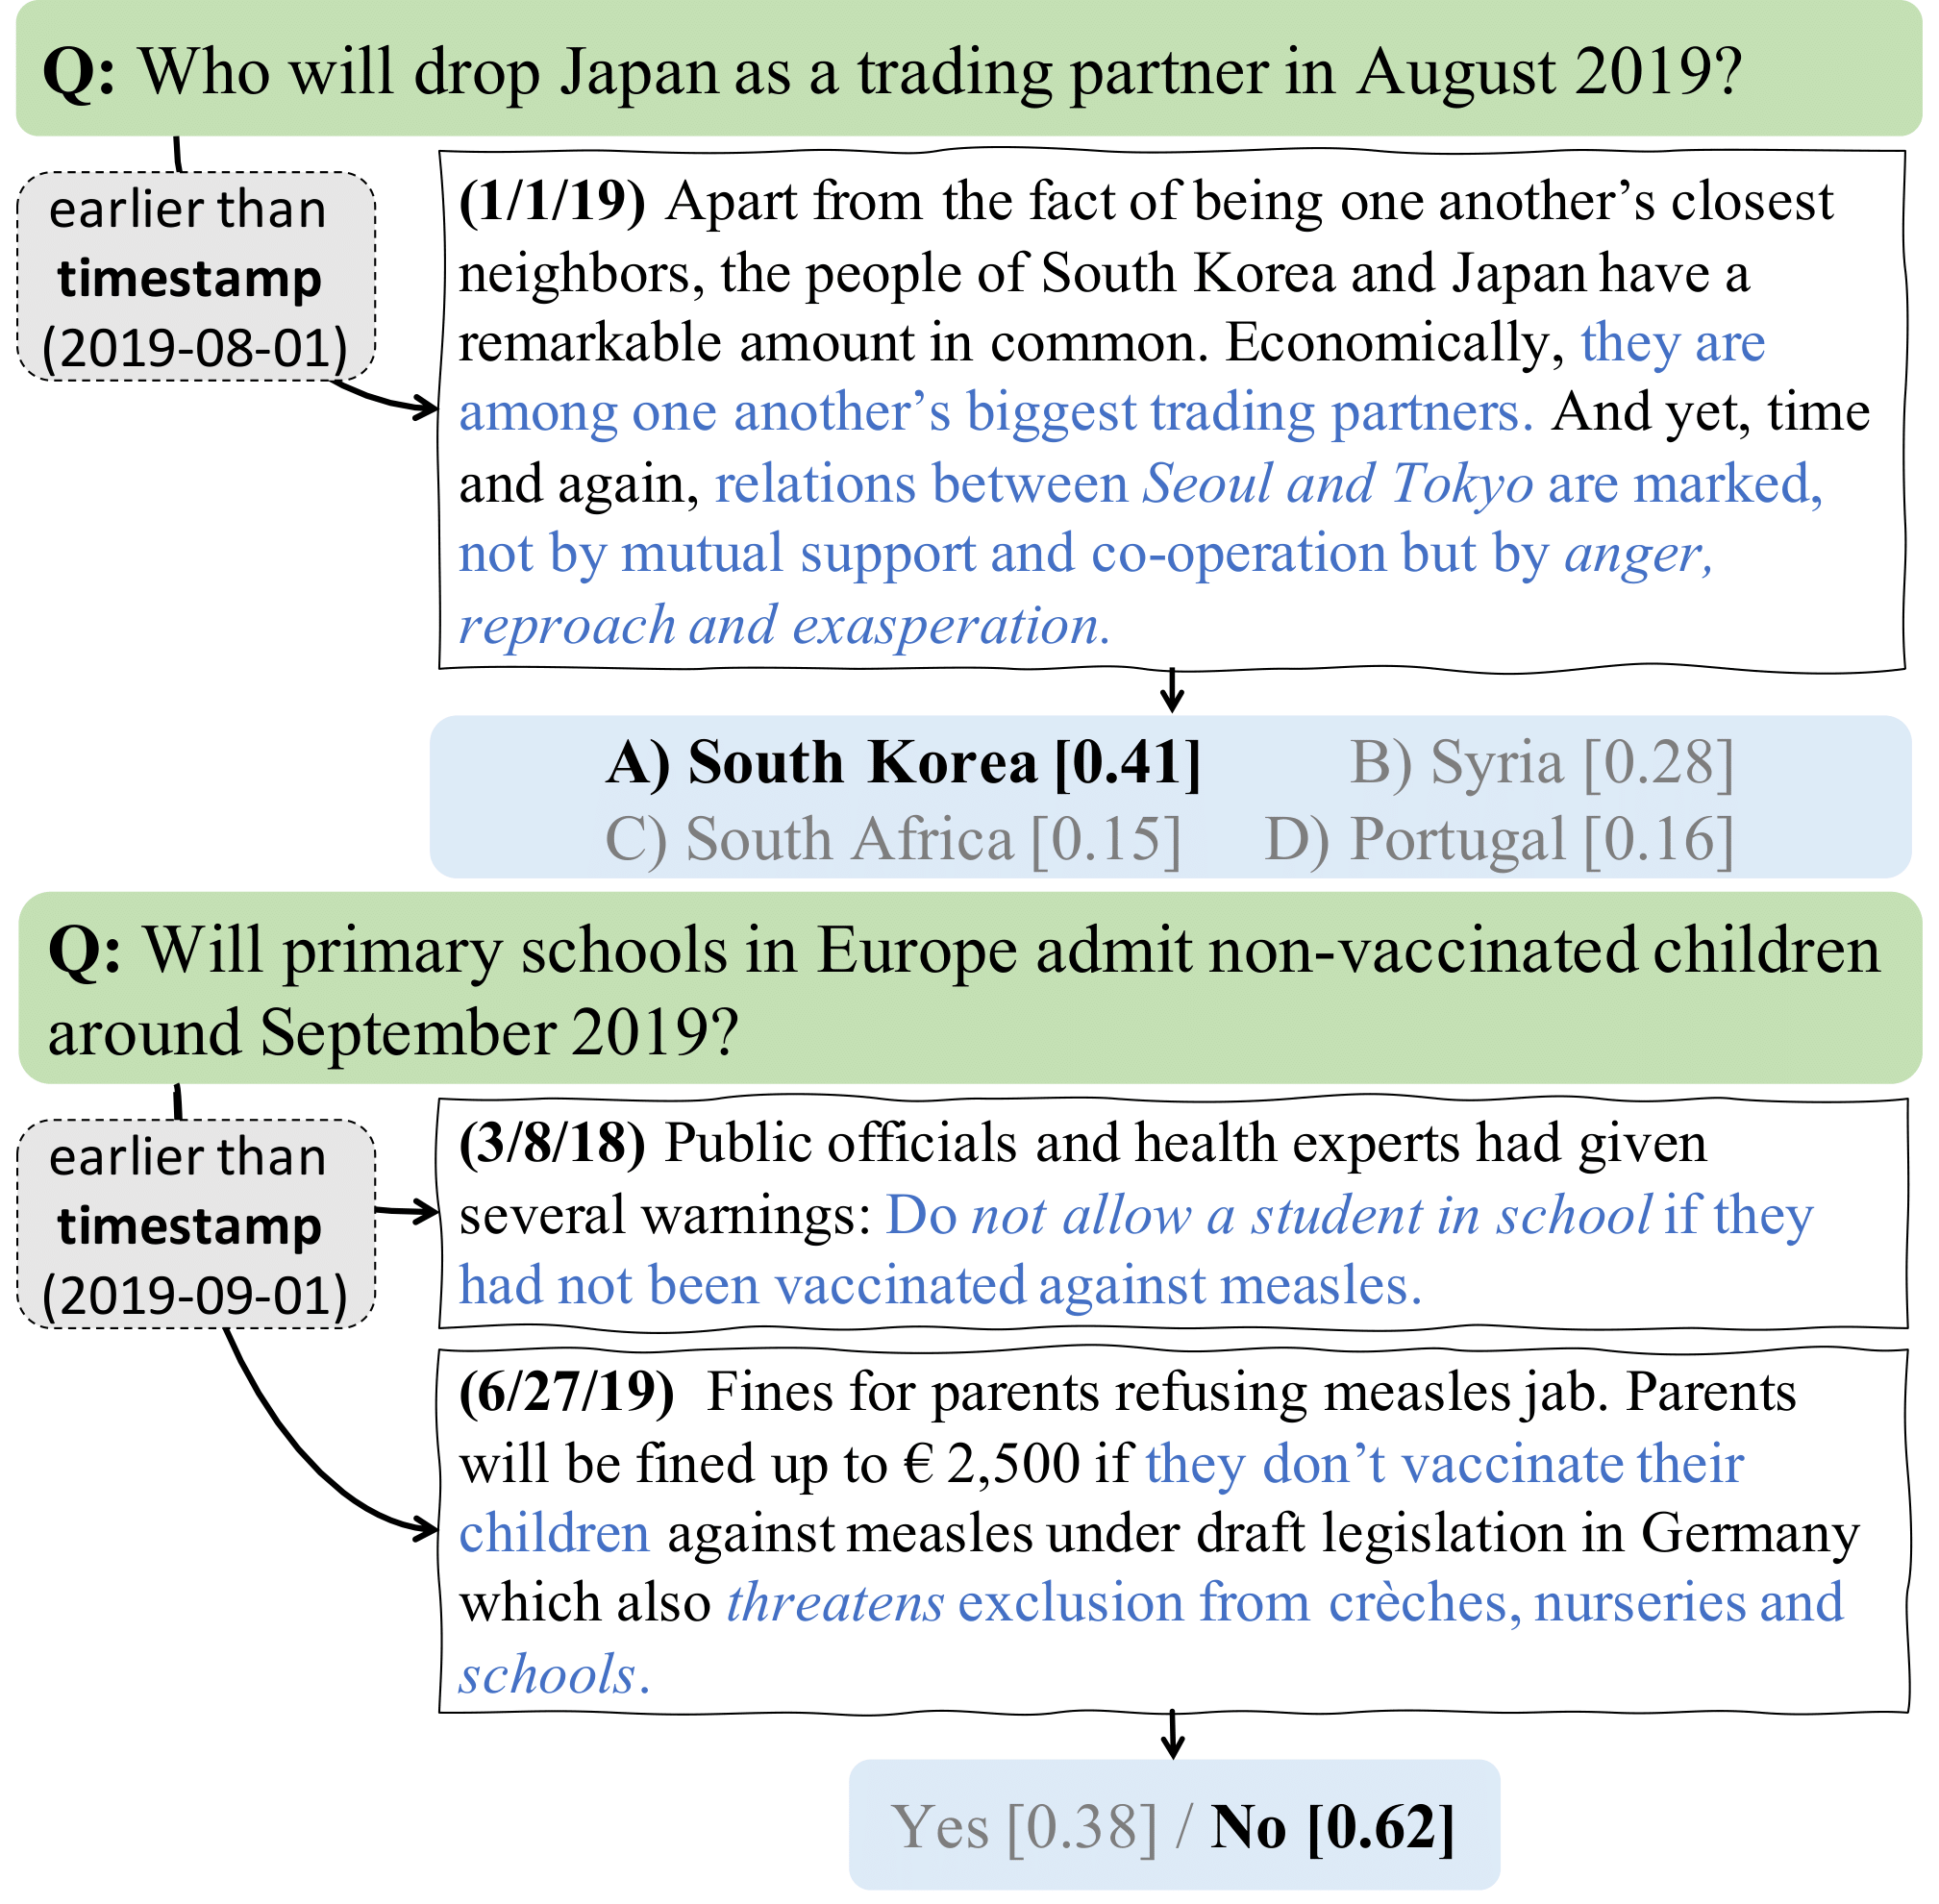 Q: Who will drop Japan as a trading partner in August 2019?
earlier than
timestamp
(2019-08-01)
(1/1/19) Apart from the fact of being one another’s closest
neighbors, the people of South Korea and Japan have a
remarkable amount in common. Economically, they are
among one another’s biggest trading partners. And yet, time
and again, relations between Seoul and Tokyo are marked,
not by mutual support and co-operation but by anger,
reproach and exasperation.
A) South Korea [0.41] B) Syria [0.28]
C) South Africa [0.15] D) Portugal [0.16]
Q: Will primary schools in Europe admit non-vaccinated children
around September 2019?
earlier than
timestamp
(2019-09-01)
(3/8/18) Public officials and health experts had given
several warnings: Do not allow a student in school if they
had not been vaccinated against measles.
(6/27/19) Fines for parents refusing measles jab. Parents
will be fined up to € 2,500 if they don’t vaccinate their
children against measles under draft legislation in Germany
which also threatens exclusion from crèches, nurseries and
schools.
Yes [0.38] / No [0.62]